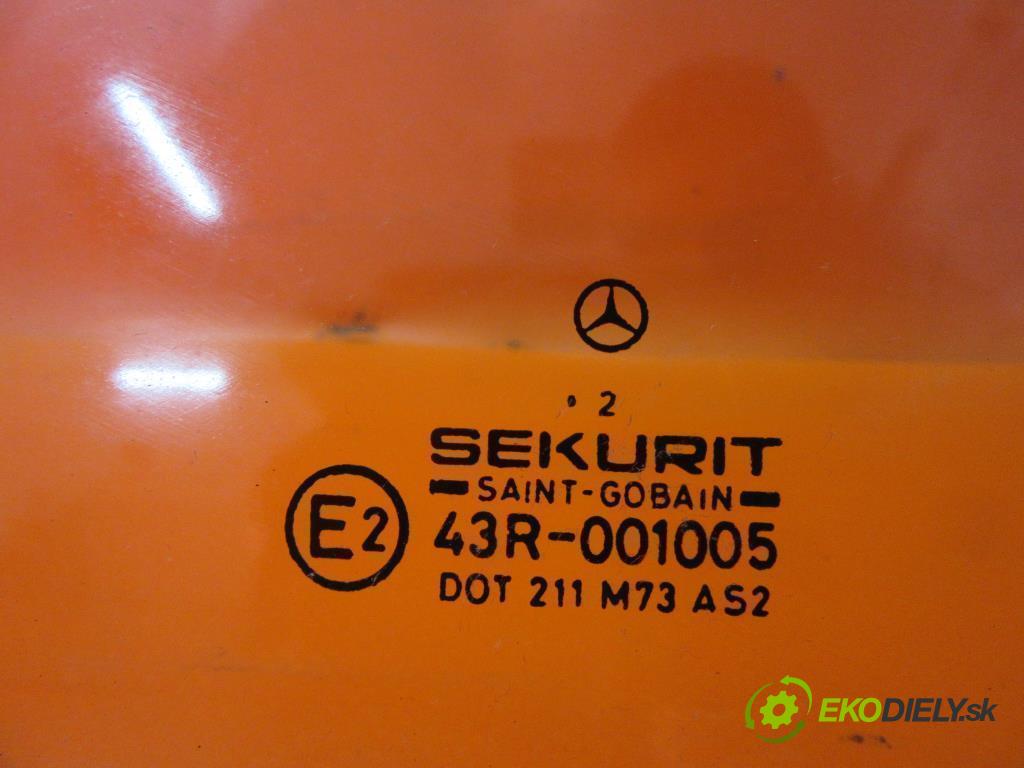 . 2
SEKURIT
SAINT-GOBAIN
E2 43R-001005
DOT 211 M73 AS2
EKODIELY.sk